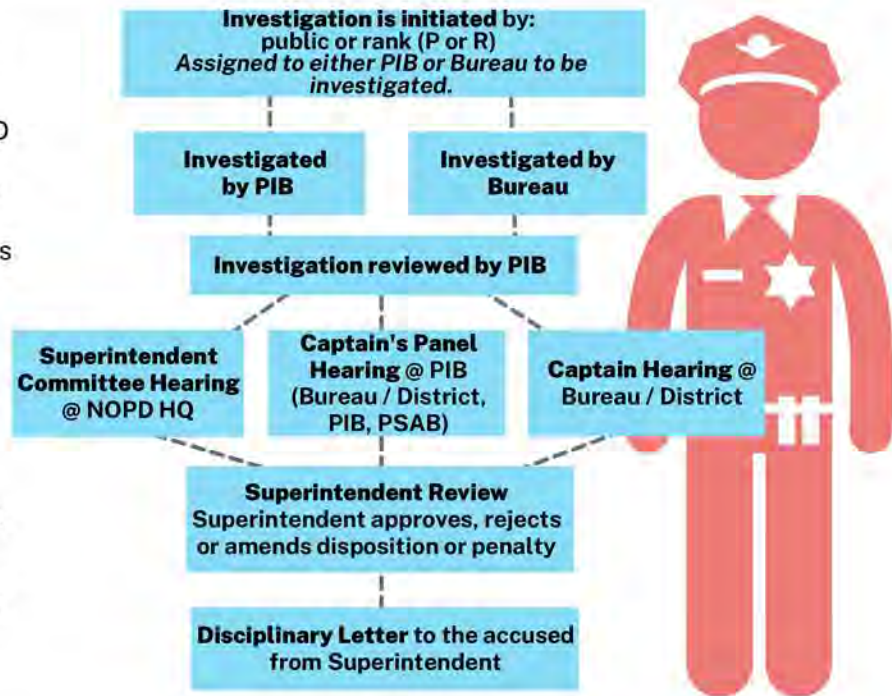 Investigation is initiated by:
public or rank (P or R)
Assigned to either PIB or Bureau to be
investigated.
Investigated
by PIB
Investigated by
Bureau
Investigation reviewed by PIB
Superintendent
Committee Hearing
@ NOPD HQ
Captain's Panel
Hearing @ PIB
(Bureau / District,
PIB, PSAB)
Captain Hearing @
Bureau / District
Superintendent Review
Superintendent approves, rejects
or amends disposition or penalty
Disciplinary Letter to the accused
from Superintendent